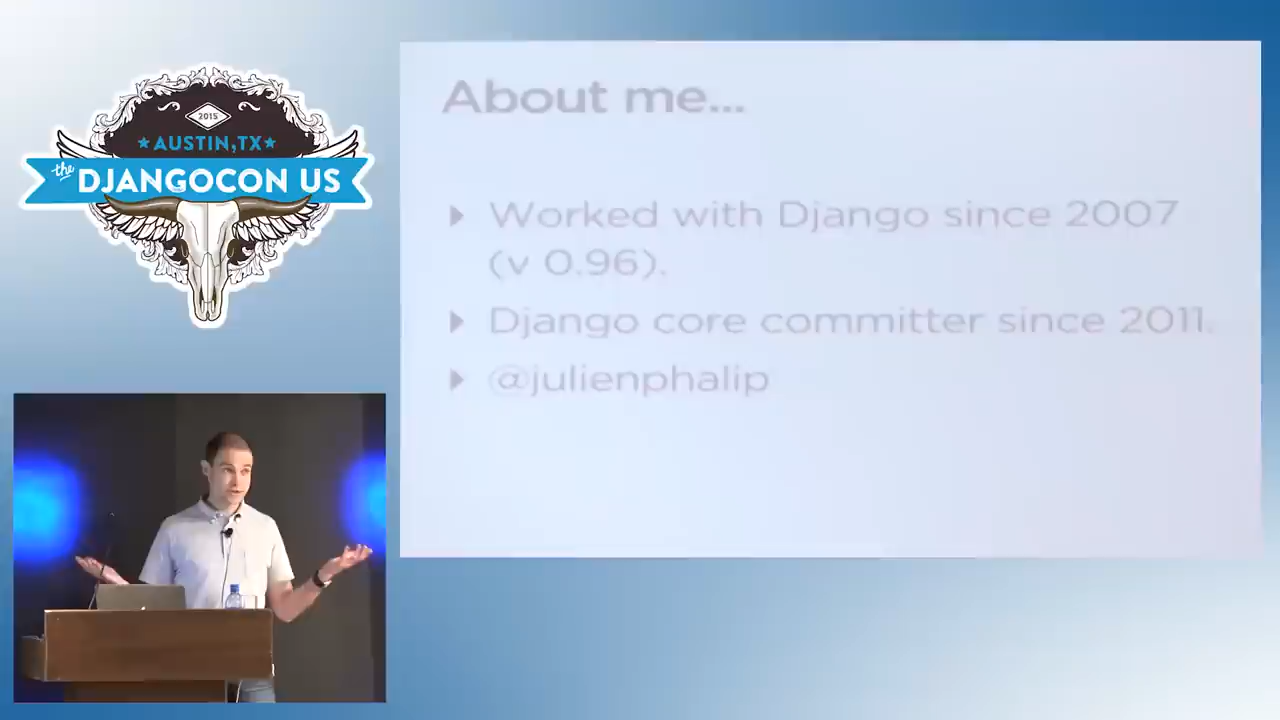 2015
AUSTIN, TX
the
DJANGOCON US
About me...
Worked with Django since 2007
(v 0.96).
Django core committer since 2011.
@julienphalip